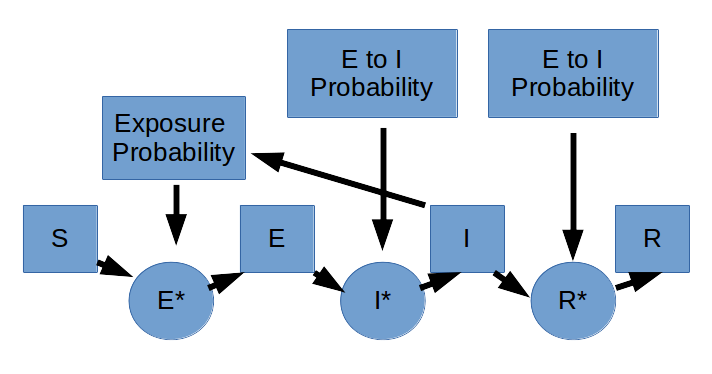 E to I
Probability
E to I
Probability
Exposure
Probability
S
E
I
R
E*
I*
R*